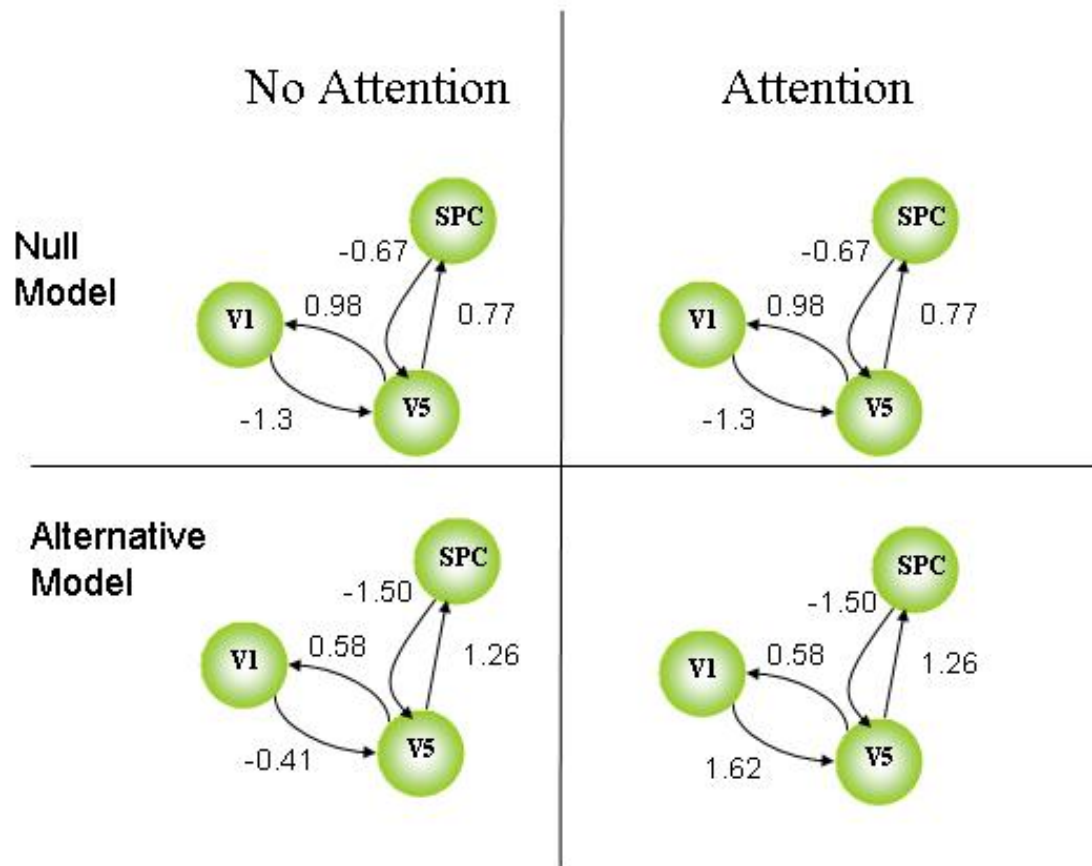 No Attention
Attention
Null
Model
SPC
-0.67
0.98
0.77
V1
V5
-1.3
SPC
-0.67
0.98
0.77
V1
V5
-1.3
Alternative
Model
SPC
-1.50
0.58
1.26
V1
V5
-0.41
SPC
-1.50
0.58
1.26
V1
V5
1.62